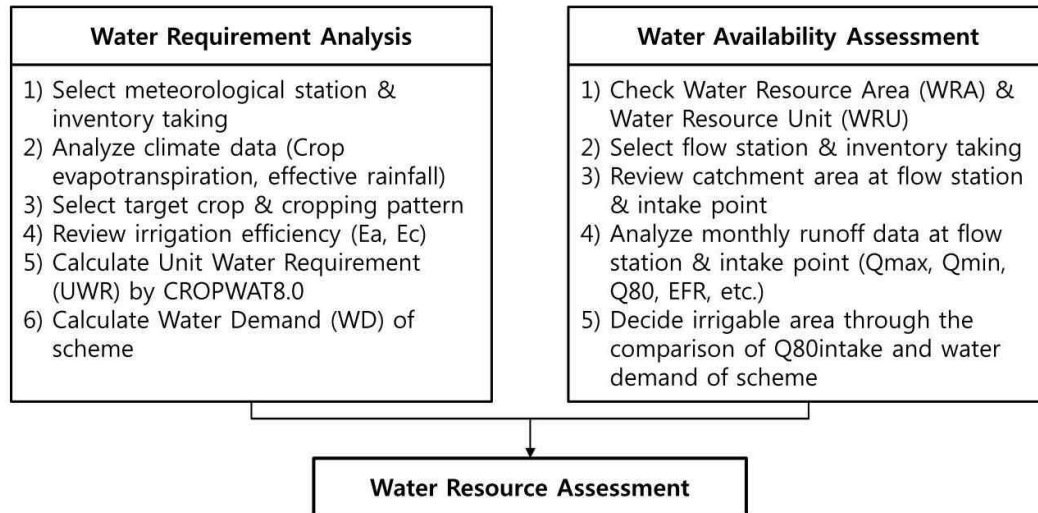 Water Requirement Analysis
1) Select meteorological station &
inventory taking
2) Analyze climate data (Crop
evapotranspiration, effective rainfall)
3) Select target crop & cropping pattern
4) Review irrigation efficiency (Ea, Ec)
5) Calculate Unit Water Requirement
(UWR) by CROPWAT8.0
6) Calculate Water Demand (WD) of
scheme
Water Availability Assessment
1) Check Water Resource Area (WRA) &
Water Resource Unit (WRU)
2) Select flow station & inventory taking
3) Review catchment area at flow station
& intake point
4) Analyze monthly runoff data at flow
station & intake point (Qmax, Qmin,
Q80, EFR, etc.)
5) Decide irrigable area through the
comparison of Q80intake and water
demand of scheme
Water Resource Assessment